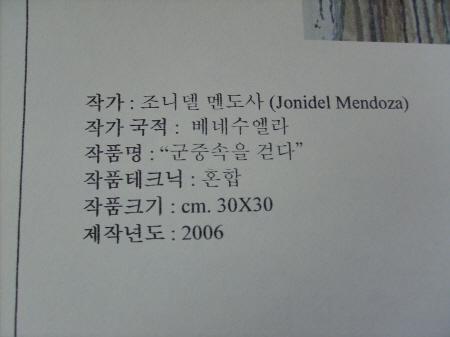 작가 : 조니델 멘도사 (Jonidel Mendoza)
작가 국적 :  베네수엘라
작품명 : “군중속을 걷다”
작품테크닉 : 혼합
작품크기 : cm. 30X30
제작년도 : 2006